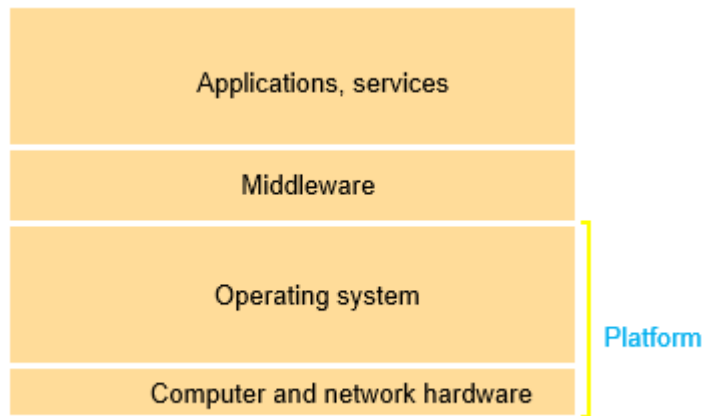 Applications, services
Middleware
Operating system
Platform
Computer and network hardware